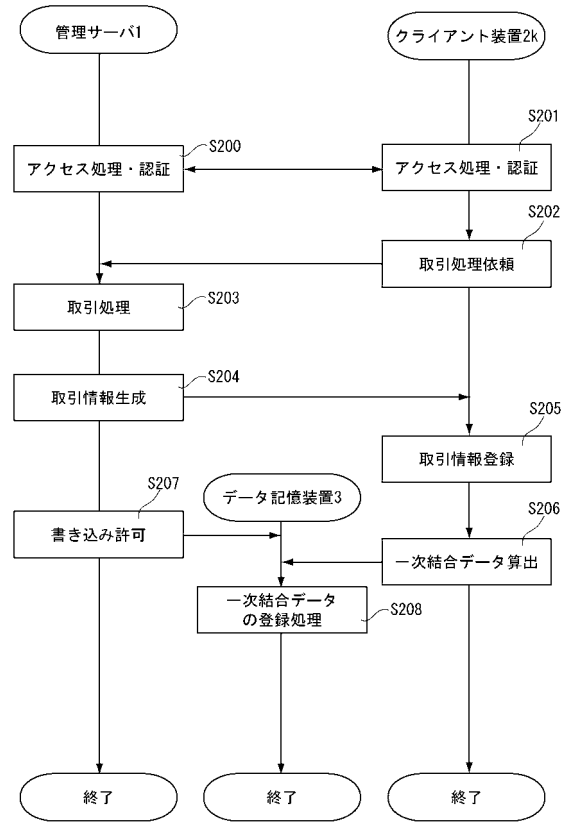 管理サーバ1
クライアント装置2k
S200
アクセス処理・認証
S201
アクセス処理・認証
S202
取引処理依頼
取引処理
S203
取引情報生成
S204
S205
取引情報登録
S207
書き込み許可
データ記憶装置3
S206
一次結合データ算出
一次結合データ
の登録処理
S208
終了
終了
終了